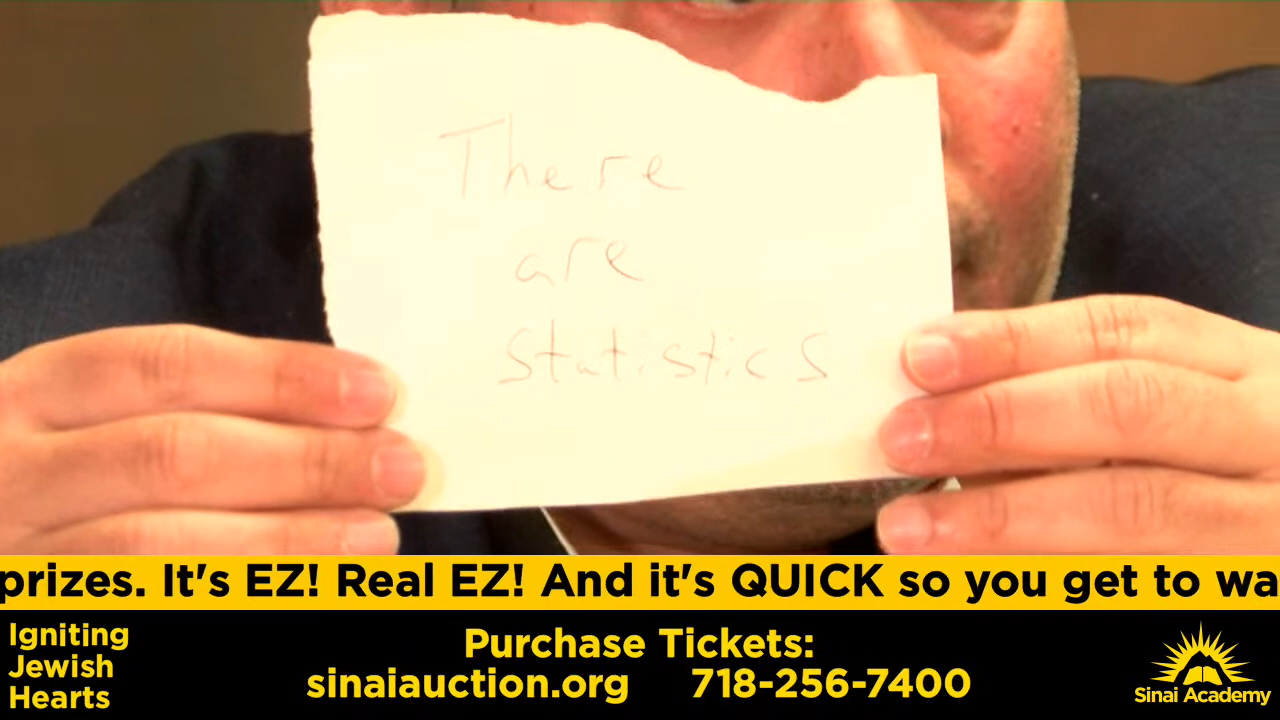 There
are
statistics
prizes. It's EZ! Real EZ! And it's QUICK so you get to wa
Igniting
Jewish
Hearts
Purchase Tickets:
sinaiauction.org 718-256-7400
Sinai Academy